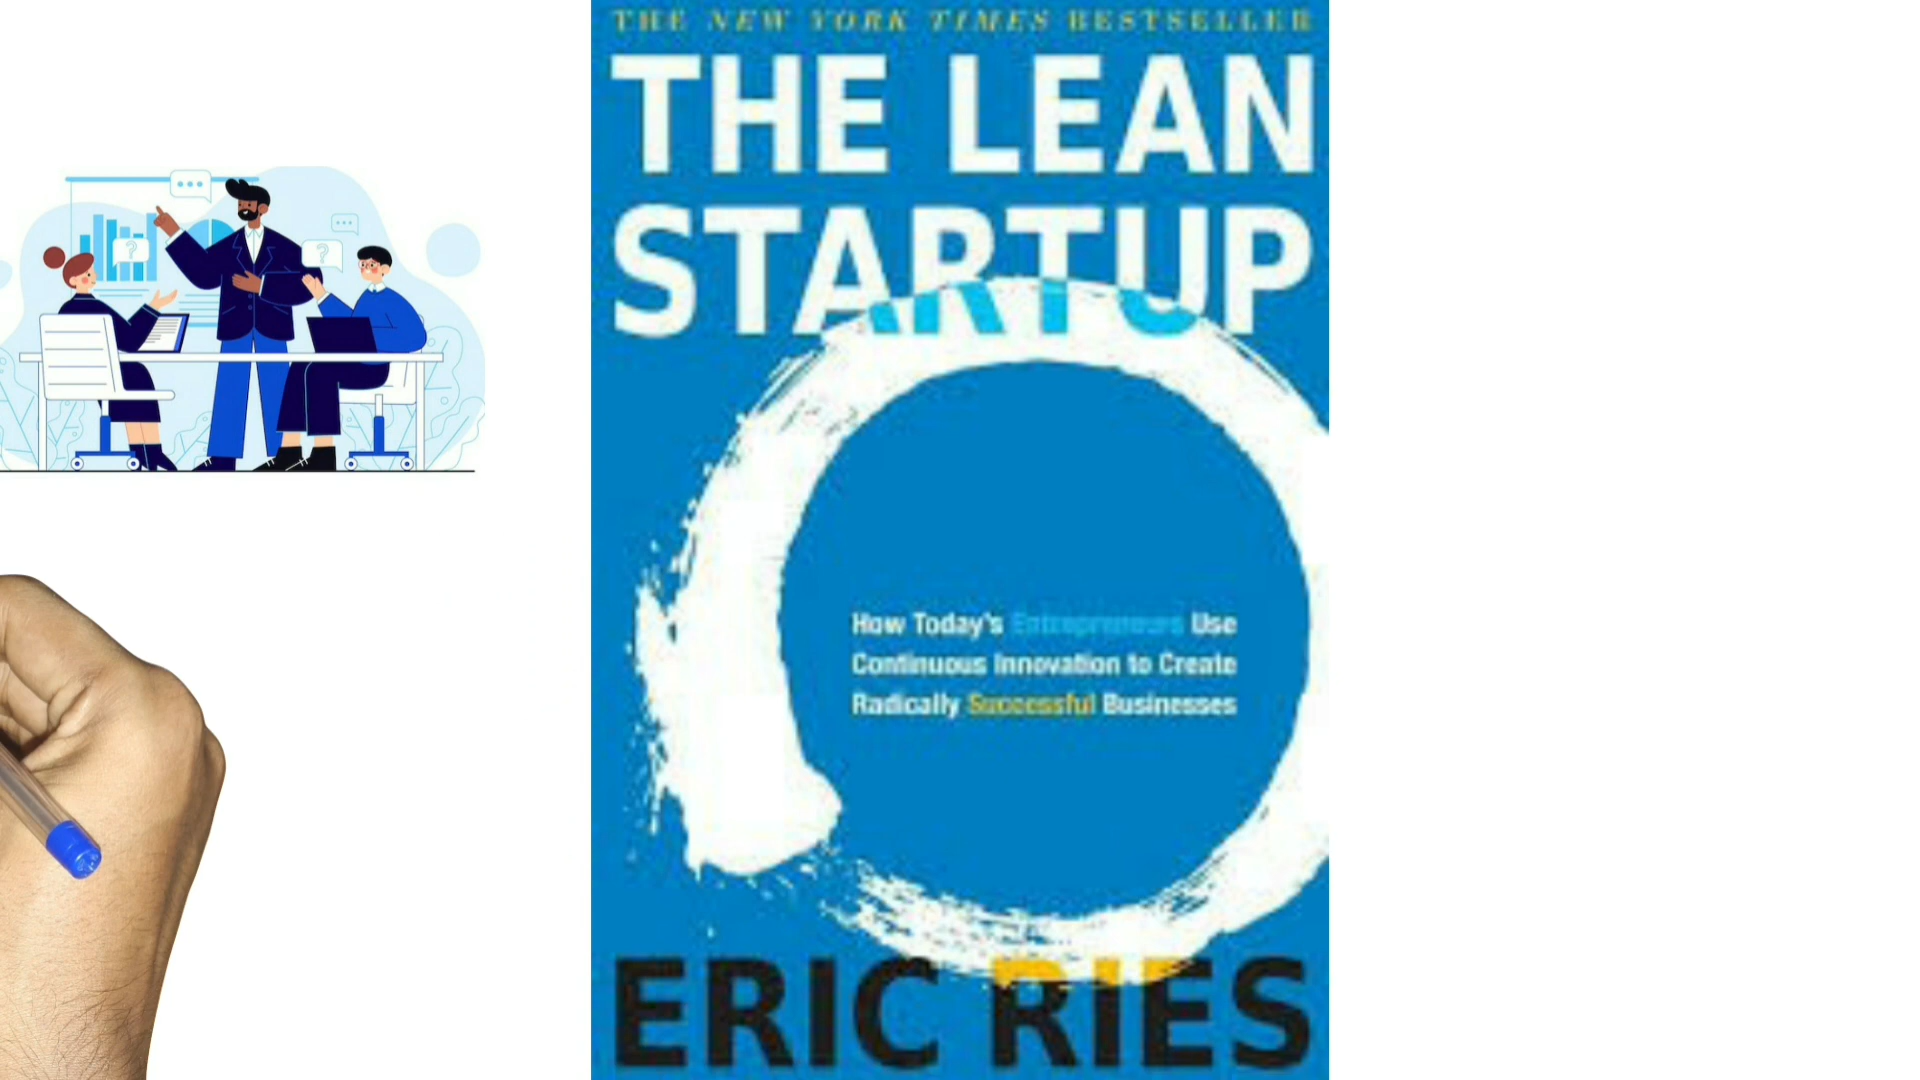 THE NEW YORK TIMES BESTSELLER
THE LEAN
STARTUP
How Today's Entrepreneurs Use
Continuous Innovation to Create
Radically Successful Businesses
ERIC RIES
?
?